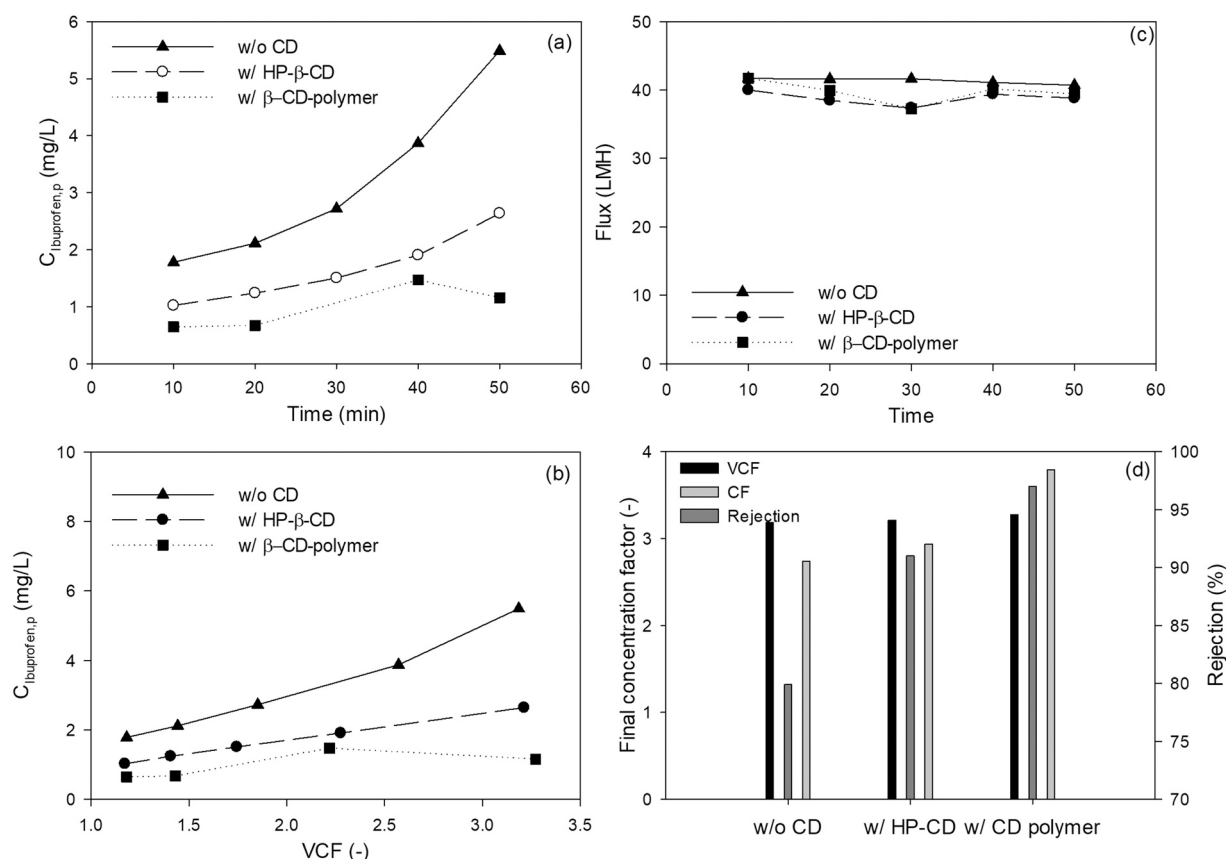 (a)
w/o CD
w/ HP-β-CD
w/ β–CD-polymer
C_Ibuprofen,p (mg/L)
6
5
4
3
2
1
0
0 10 20 30 40 50 60
Time (min)
(c)
Flux (LMH)
50
40
30
20
10
0
w/o CD
w/ HP-β-CD
w/ β–CD-polymer
0 10 20 30 40 50 60
Time
(b)
w/o CD
w/ HP-β-CD
w/ β–CD-polymer
C_Ibuprofen,p (mg/L)
10
8
6
4
2
0
1.0 1.5 2.0 2.5 3.0 3.5
VCF (-)
(d)
VCF
CF
Rejection
Final concentration factor (-)
4
3
2
1
0
Rejection (%)
100
95
90
85
80
75
70
w/o CD w/ HP-CD w/ CD polymer